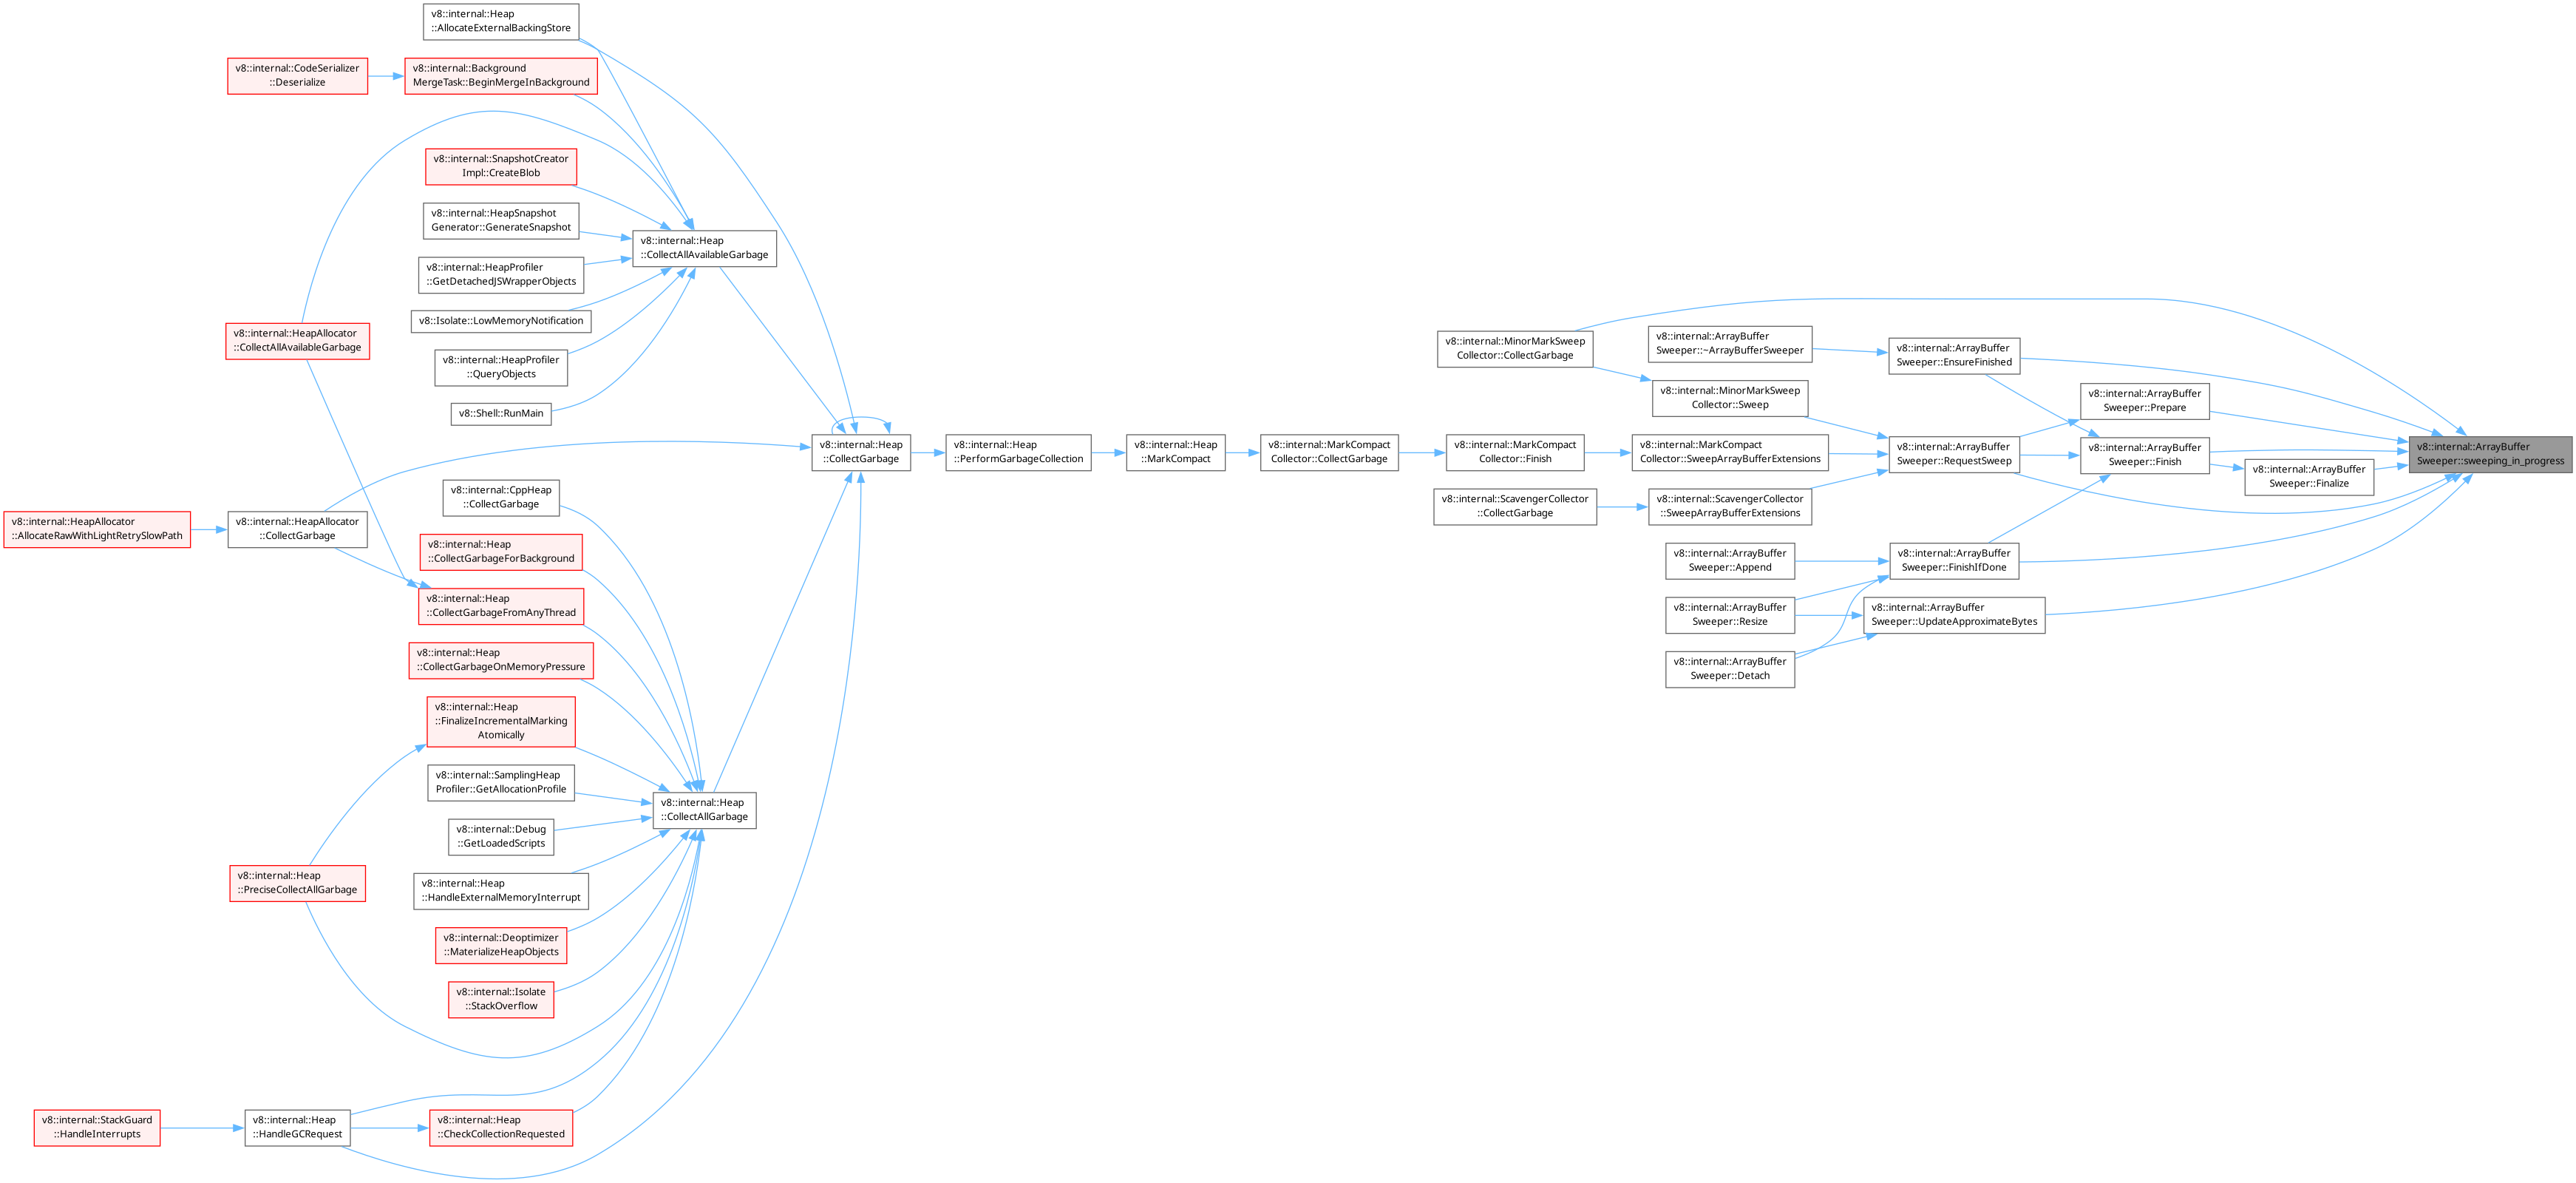 v8::internal::Heap
::AllocateExternalBackingStore
v8::internal::CodeSerializer
::Deserialize
v8::internal::Background
MergeTask::BeginMergeInBackground
v8::internal::SnapshotCreator
Impl::CreateBlob
v8::internal::HeapSnapshot
Generator::GenerateSnapshot
v8::internal::Heap
::CollectAllAvailableGarbage
v8::internal::HeapProfiler
::GetDetachedJSWrapperObjects
v8::Isolate::LowMemoryNotification
v8::internal::HeapAllocator
::CollectAllAvailableGarbage
v8::internal::HeapProfiler
::QueryObjects
v8::Shell::RunMain
v8::internal::Heap
::CollectGarbage
v8::internal::Heap
::PerformGarbageCollection
v8::internal::Heap
::MarkCompact
v8::internal::MarkCompact
Collector::CollectGarbage
v8::internal::MarkCompact
Collector::Finish
v8::internal::MarkCompact
Collector::SweepArrayBufferExtensions
v8::internal::MinorMarkSweep
Collector::CollectGarbage
v8::internal::ArrayBuffer
Sweeper::~ArrayBufferSweeper
v8::internal::ArrayBuffer
Sweeper::EnsureFinished
v8::internal::MinorMarkSweep
Collector::Sweep
v8::internal::ArrayBuffer
Sweeper::Prepare
v8::internal::ArrayBuffer
Sweeper::RequestSweep
v8::internal::ArrayBuffer
Sweeper::Finish
v8::internal::ArrayBuffer
Sweeper::Finalize
v8::internal::ArrayBuffer
Sweeper::sweeping_in_progress
v8::internal::ScavengerCollector
::CollectGarbage
v8::internal::ScavengerCollector
::SweepArrayBufferExtensions
v8::internal::ArrayBuffer
Sweeper::Append
v8::internal::ArrayBuffer
Sweeper::FinishIfDone
v8::internal::ArrayBuffer
Sweeper::Resize
v8::internal::ArrayBuffer
Sweeper::UpdateApproximateBytes
v8::internal::ArrayBuffer
Sweeper::Detach
v8::internal::CppHeap
::CollectGarbage
v8::internal::HeapAllocator
::AllocateRawWithLightRetrySlowPath
v8::internal::HeapAllocator
::CollectGarbage
v8::internal::Heap
::CollectGarbageForBackground
v8::internal::Heap
::CollectGarbageFromAnyThread
v8::internal::Heap
::CollectGarbageOnMemoryPressure
v8::internal::Heap
::FinalizeIncrementalMarking
Atomically
v8::internal::SamplingHeap
Profiler::GetAllocationProfile
v8::internal::Heap
::CollectAllGarbage
v8::internal::Debug
::GetLoadedScripts
v8::internal::Heap
::PreciseCollectAllGarbage
v8::internal::Heap
::HandleExternalMemoryInterrupt
v8::internal::Deoptimizer
::MaterializeHeapObjects
v8::internal::Isolate
::StackOverflow
v8::internal::StackGuard
::HandleInterrupts
v8::internal::Heap
::HandleGCRequest
v8::internal::Heap
::CheckCollectionRequested